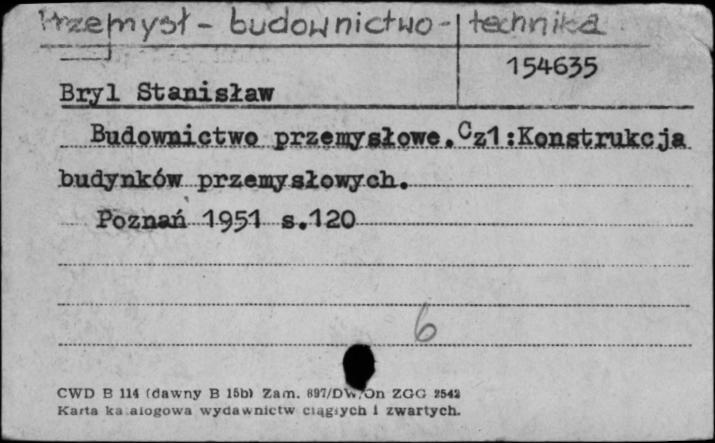 Przemysł - budownictwo - technika
154635
Bryl Stanisław
Budownictwo przemysłowe. Cz1:Konstrukcja
budynków przemysłowych.
Poznań 1951 s.120
6
CWD B 114 (dawny B 15b) Zam. 897/DW/On ZGG 2542
Karta katalogowa wydawnictw ciągłych i zwartych.